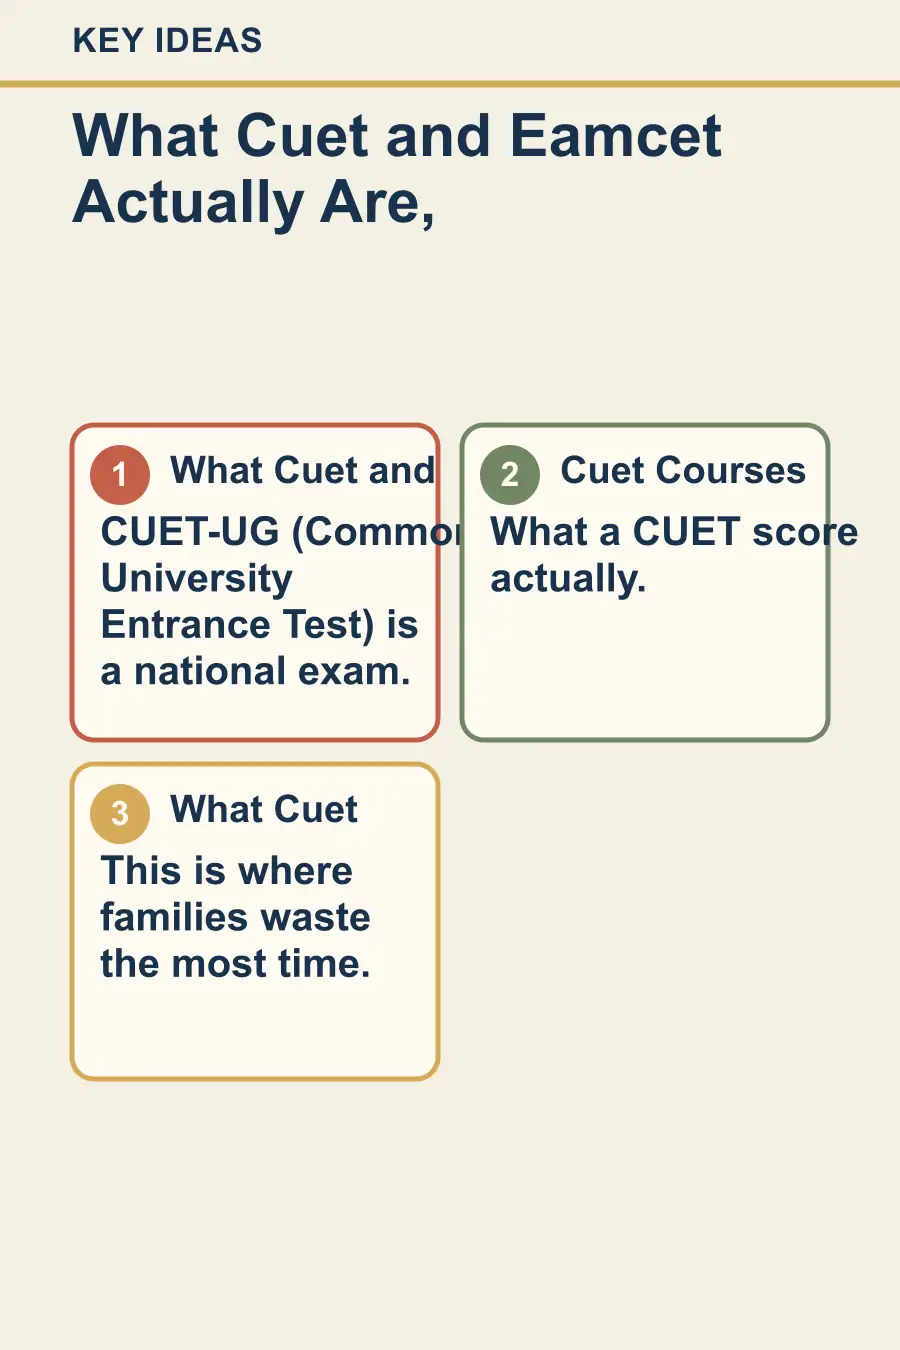 KEY IDEAS
What Cuet and Eamcet
Actually Are,
1 What Cuet and
CUET-UG (Common
University
Entrance Test) is
a national exam.
2 Cuet Courses
What a CUET score
actually.
3 What Cuet
This is where
families waste
the most time.